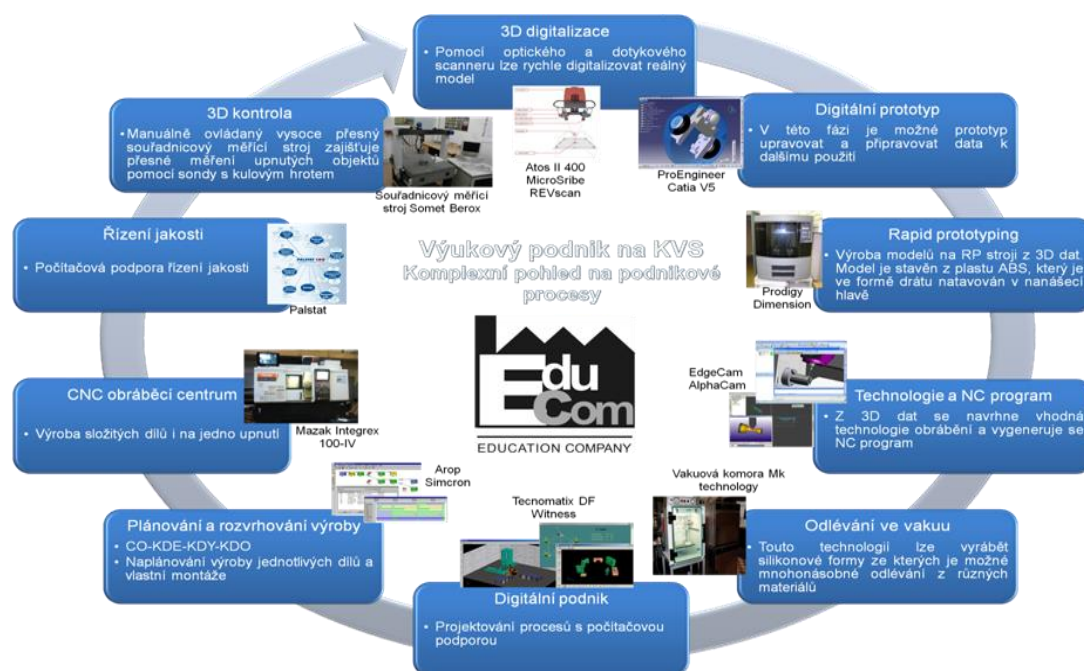 3D digitalizace
• Pomocí optického a dotykového
scanneru lze rychle digitalizovat reálný
model
Atos II 400
MicroSribe
REVscan
ProEngineer
Catia V5
Digitální prototyp
• V této fázi je možné prototyp
upravovat a připravovat data k
dalšímu použití
Rapid prototyping
• Výroba modelů na RP stroji z 3D dat.
Model je stavěn z plastu ABS, který je
ve formě drátu natavován v nanášecí
hlavě
Prodigy
Dimension
Technologie a NC program
• Z 3D dat se navrhne vhodná
technologie obrábění a vygeneruje se
NC program
EdgeCam
AlphaCam
Odlévání ve vakuu
• Touto technologií lze vyrábět
silikonové formy ze kterých je možné
mnohonásobné odlévání z různých
materiálů
Vakuová komora Mk
technology
Digitální podnik
• Projektování procesů s počítačovou
podporou
Tecnomatix DF
Witness
Plánování a rozvrhování výroby
• CO-KDE-KDY-KDO
• Naplánování výroby jednotlivých dílů a
vlastní montáže
Arop
Simcron
CNC obráběcí centrum
• Výroba složitých dílů i na jedno upnutí
Mazak Integrex
100-IV
Řízení jakosti
• Počítačová podpora řízení jakosti
Palstat
3D kontrola
• Manuálně ovládaný vysoce přesný
souřadnicový měřící stroj zajišťuje
přesné měření upnutých objektů
pomocí sondy s kulovým hrotem
Souřadnicový měřící
stroj Somet Berox
Výukový podnik na KVS
Komplexní pohled na podnikové
procesy
Edu
Com
EDUCATION COMPANY